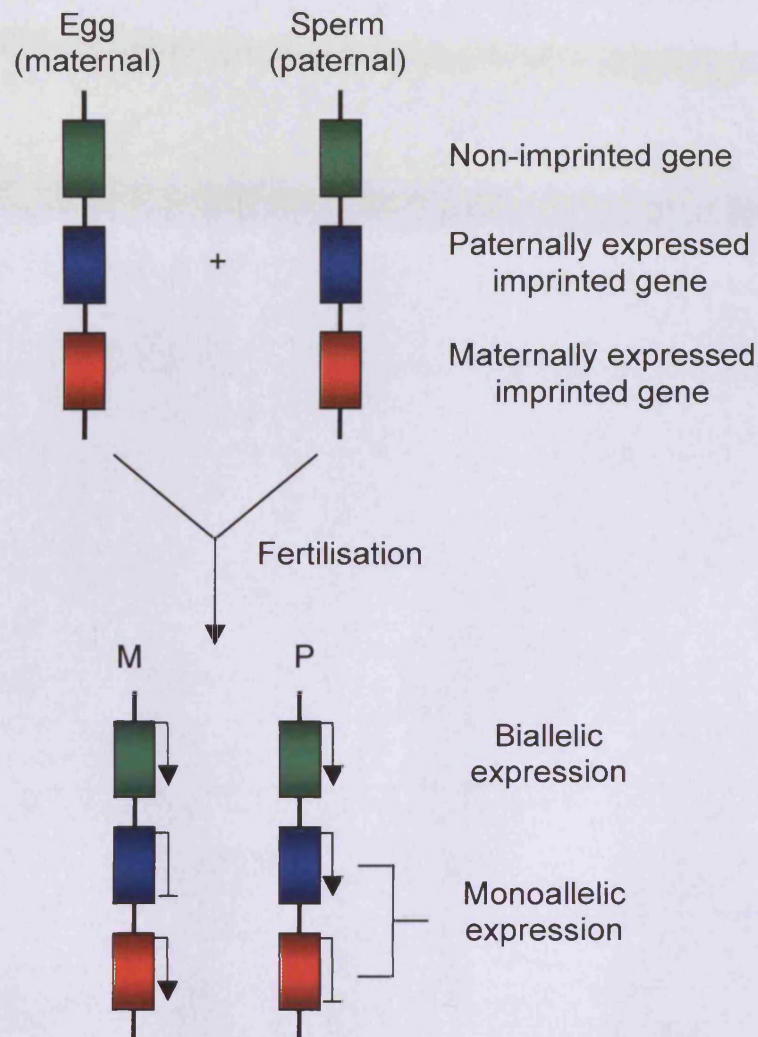 Egg
(maternal)
Sperm
(paternal)
Non-imprinted gene
+
Paternally expressed
imprinted gene
Maternally expressed
imprinted gene
Fertilisation
M
P
Biallelic
expression
Monoallelic
expression